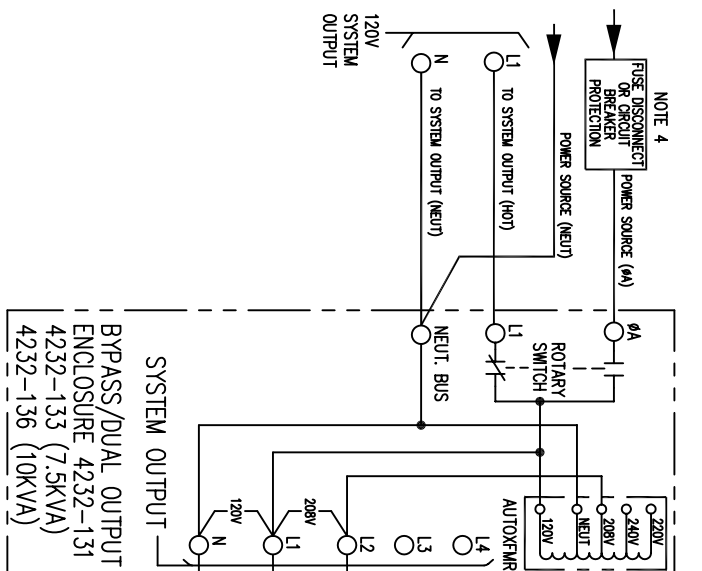 NOTE 4
FUSE DISCONNECT
OR CIRCUIT
BREAKER
PROTECTION
POWER SOURCE (ØA)
POWER SOURCE (NEUT)
120V
SYSTEM
OUTPUT
L1
TO SYSTEM OUTPUT (HOT)
N
TO SYSTEM OUTPUT (NEUT)
ØA
ROTARY
SWITCH
L1
NEUT. BUS
220V
240V
208V
NEUT
120V
AUTOXFMR
L4
L3
L2
208V
L1
120V
N
SYSTEM OUTPUT
BYPASS/DUAL OUTPUT
ENCLOSURE 4232-131
4232-133 (7.5KVA)
4232-136 (10KVA)